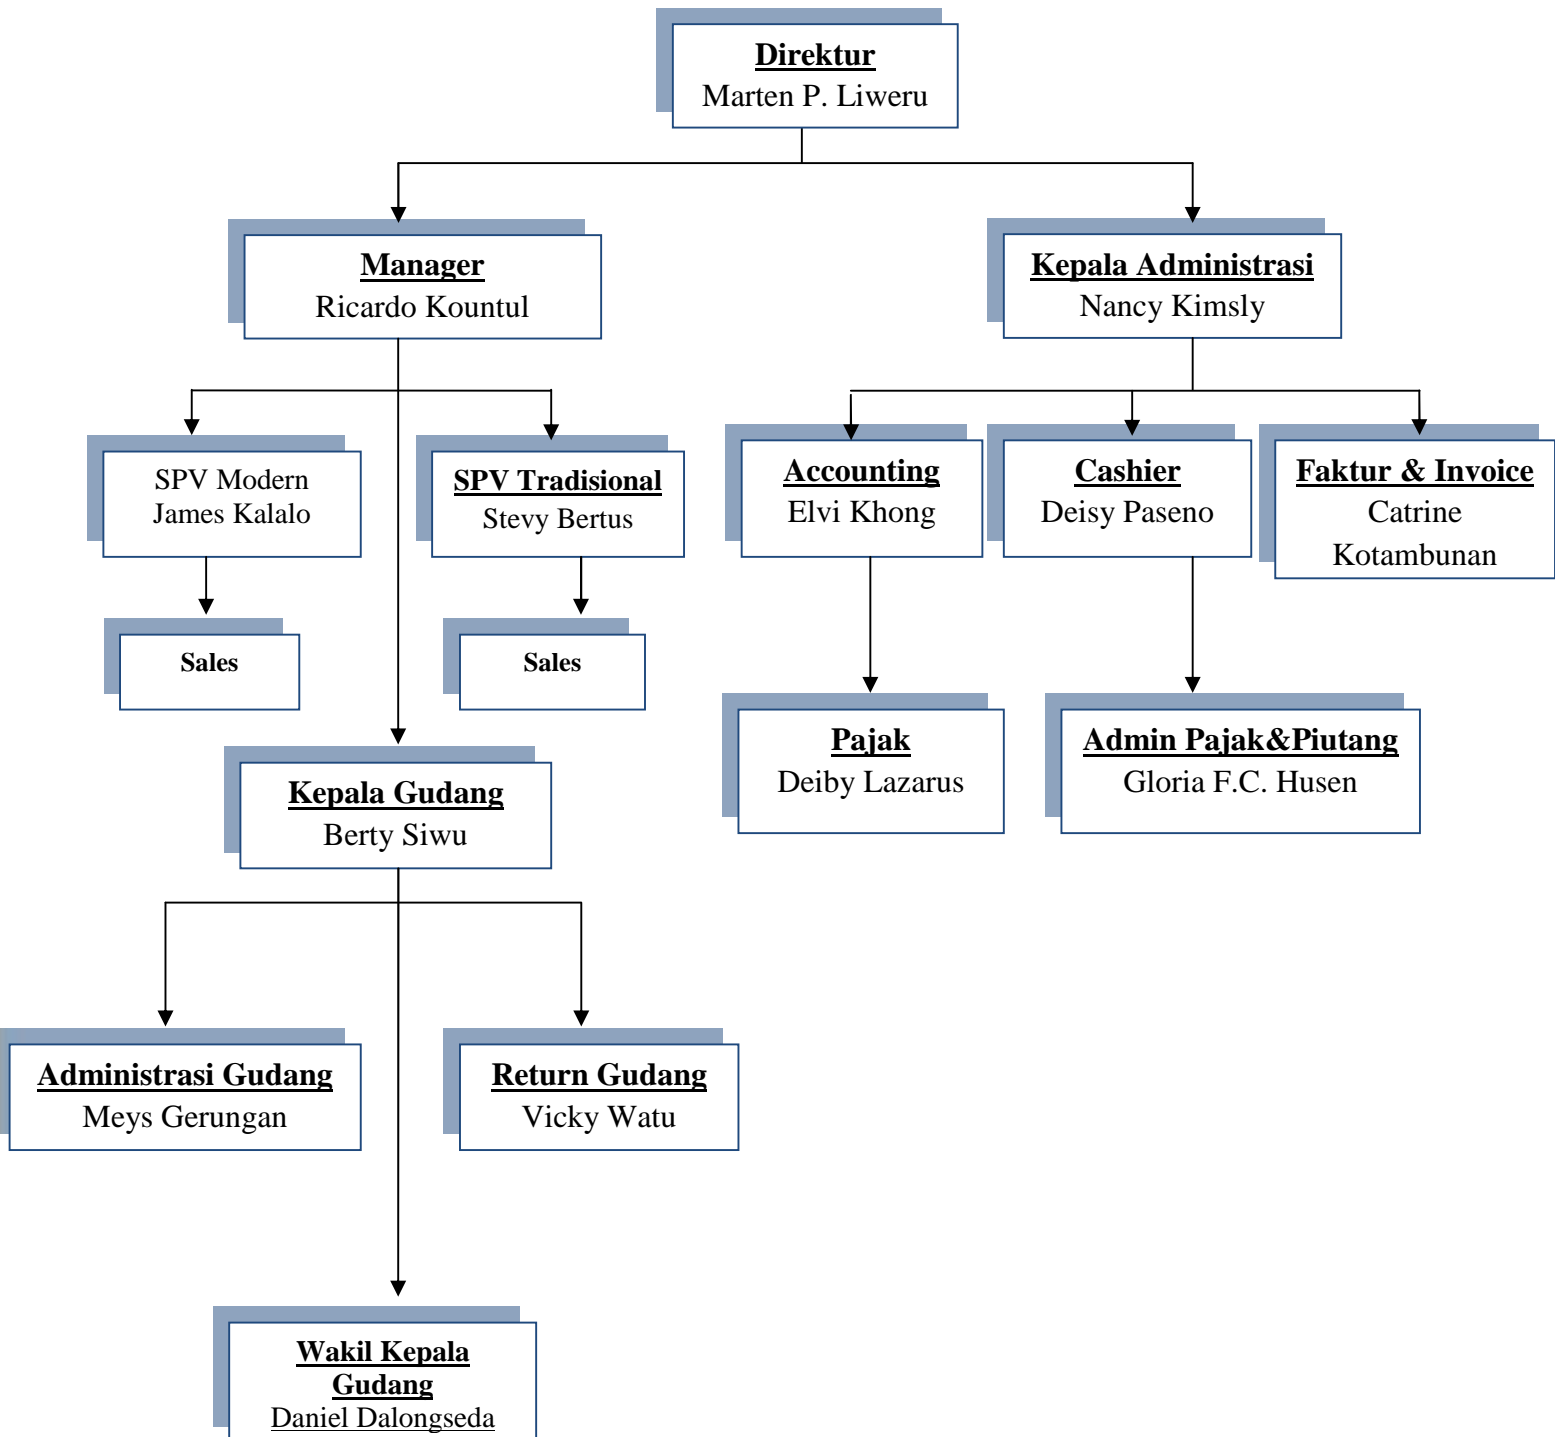 Direktur
Marten P. Liweru
Manager
Ricardo Kountul
Kepala Administrasi
Nancy Kimsly
SPV Modern
James Kalalo
SPV Tradisional
Stevy Bertus
Accounting
Elvi Khong
Cashier
Deisy Paseno
Faktur & Invoice
Catrine
Kotambunan
Sales
Sales
Pajak
Deiby Lazarus
Admin Pajak&Piutang
Gloria F.C. Husen
Kepala Gudang
Berty Siwu
Administrasi Gudang
Meys Gerungan
Return Gudang
Vicky Watu
Wakil Kepala
Gudang
Daniel Dalongseda